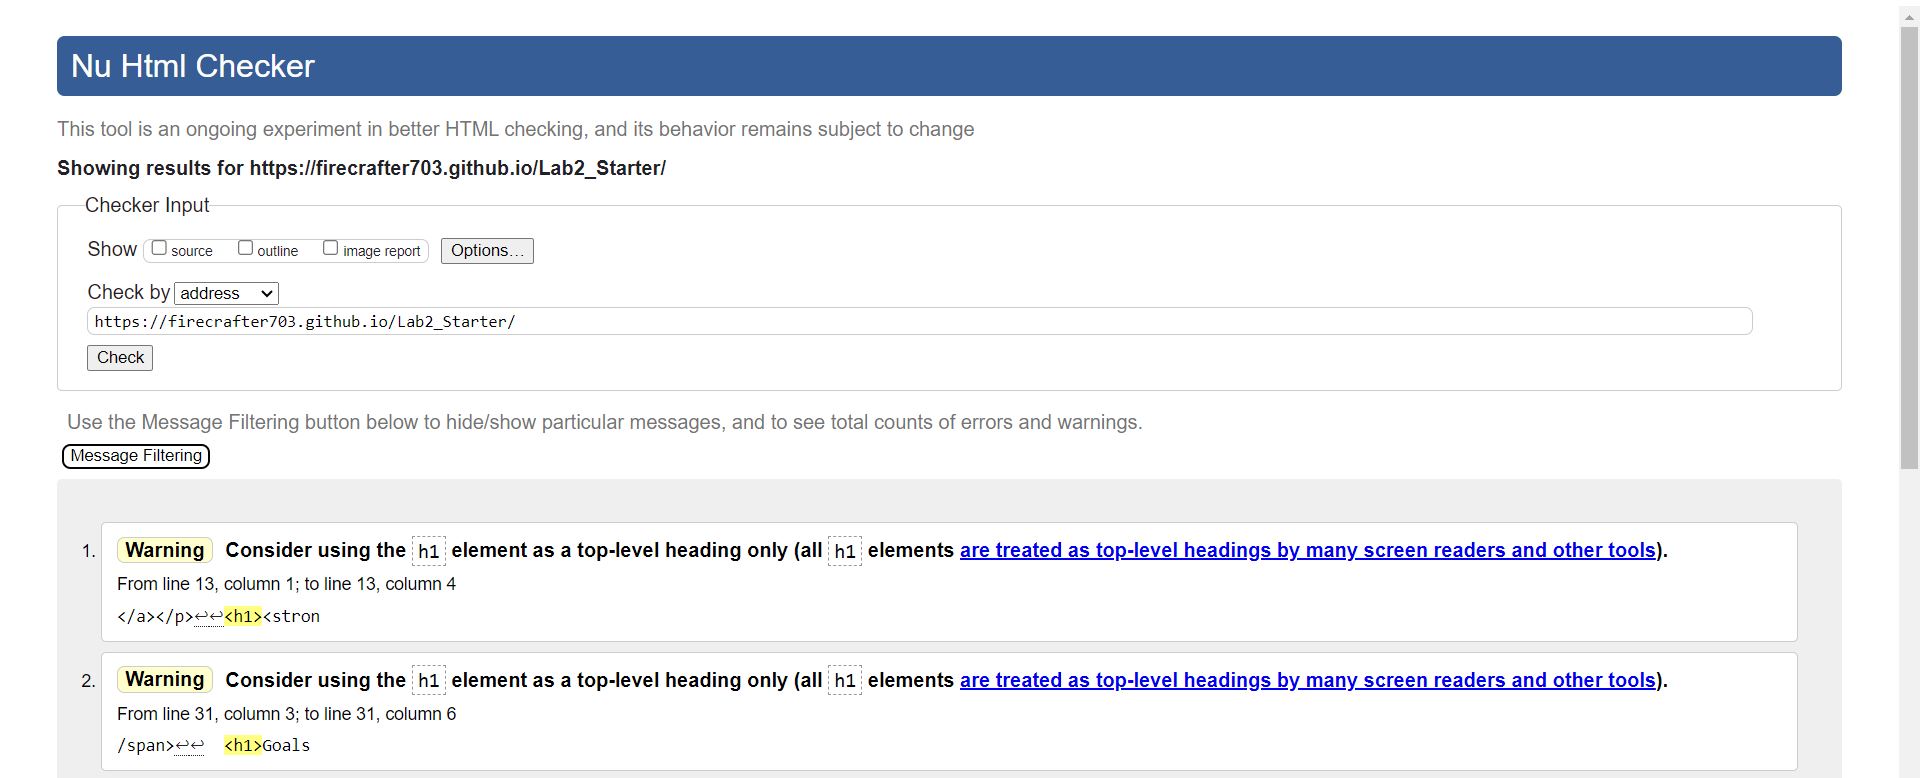 Nu Html Checker
This tool is an ongoing experiment in better HTML checking, and its behavior remains subject to change
Showing results for https://firecrafter703.github.io/Lab2_Starter/
Checker Input
Show source outline image report Options...
Check by address
https://firecrafter703.github.io/Lab2_Starter/
Check
Use the Message Filtering button below to hide/show particular messages, and to see total counts of errors and warnings.
Message Filtering
1. Warning Consider using the h1 element as a top-level heading only (all h1 elements are treated as top-level headings by many screen readers and other tools).
From line 13, column 1; to line 13, column 4
</a></p>↩↩<h1><stron
2. Warning Consider using the h1 element as a top-level heading only (all h1 elements are treated as top-level headings by many screen readers and other tools).
From line 31, column 3; to line 31, column 6
/span>↩↩  <h1>Goals